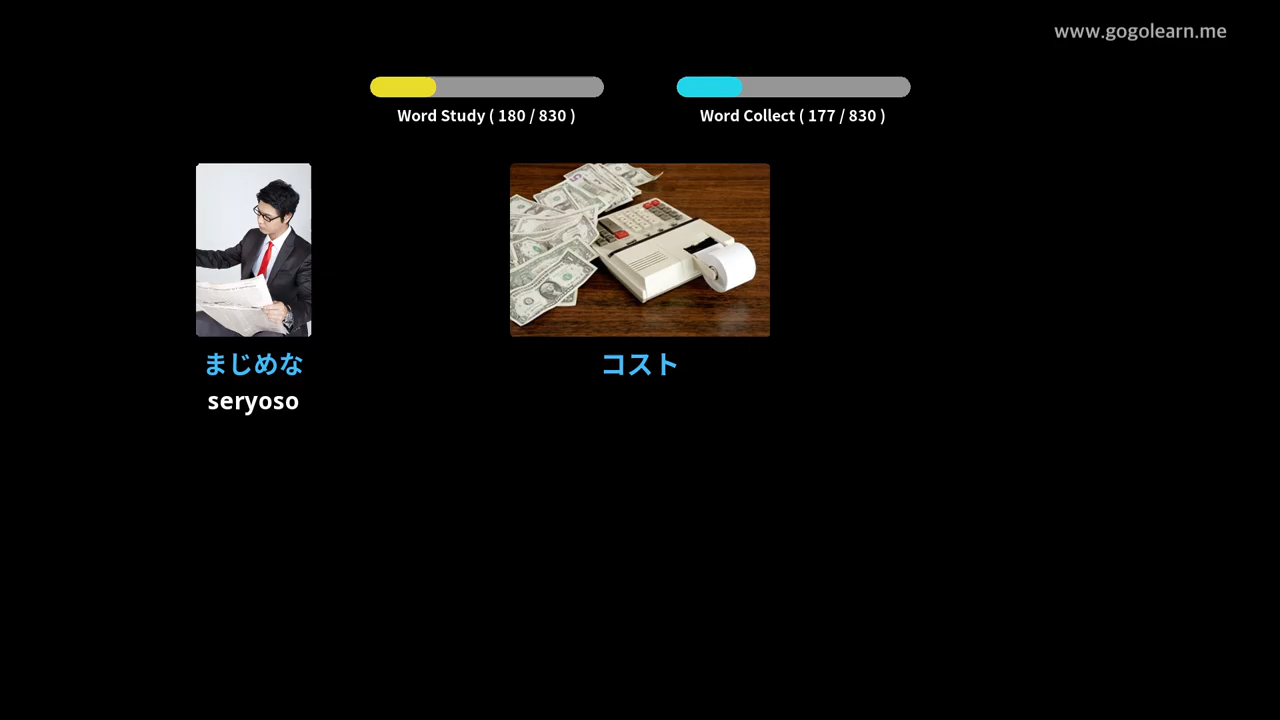 www.gogolearn.me
Word Study ( 180 / 830 )
Word Collect ( 177 / 830 )
まじめな
seryoso
コスト